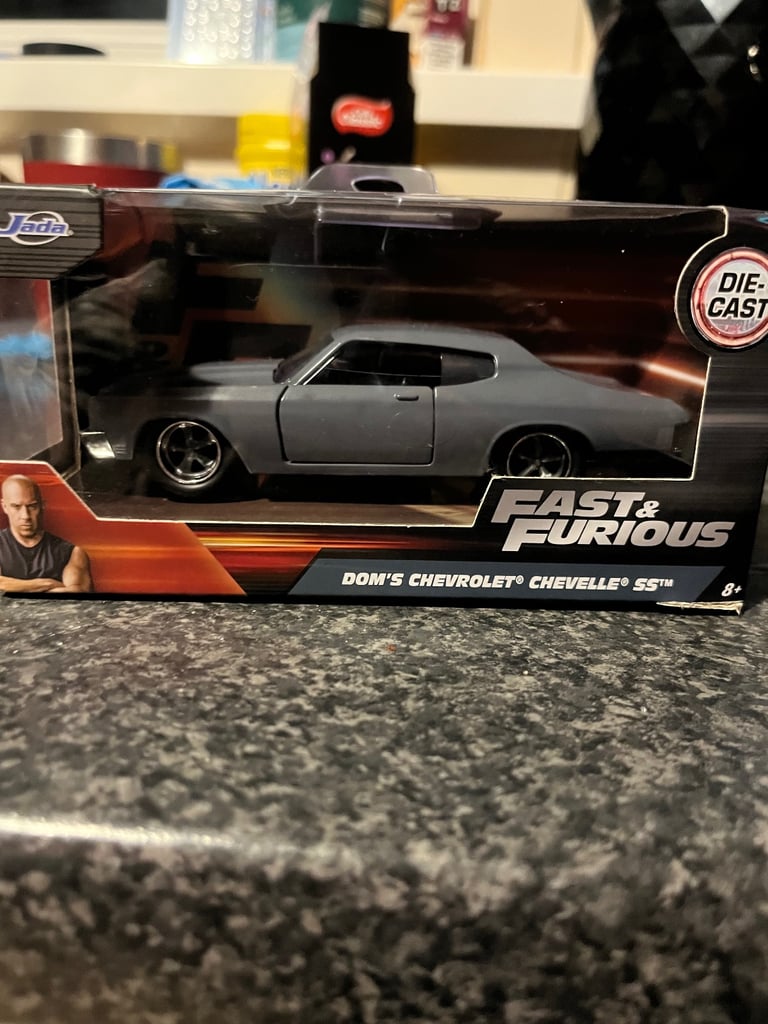 Jada
DIE-
CAST
FAST &
FURIOUS
DOM'S CHEVROLET® CHEVELLE® SS™
8+